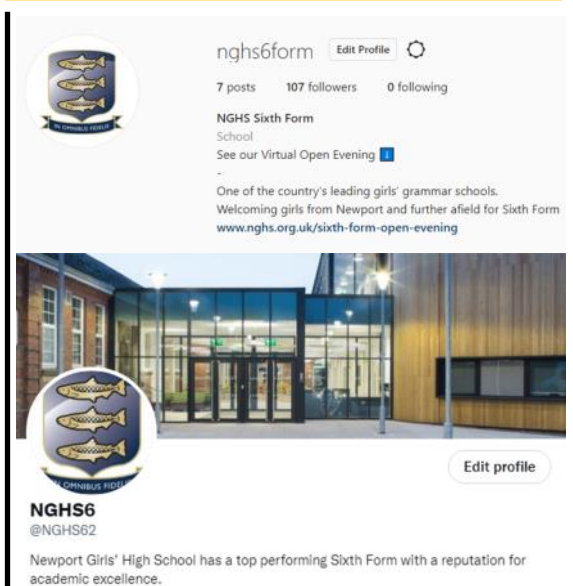 nghs6form Edit Profile
7 posts 107 followers 0 following
NGHS Sixth Form
School
See our Virtual Open Evening ⬇️
-
One of the country's leading girls' grammar schools.
Welcoming girls from Newport and further afield for Sixth Form
www.nghs.org.uk/sixth-form-open-evening
IN OMNIBUS FIDELIS
IN OMNIBUS FIDELIS
Edit profile
NGHS6
@NGHS62
Newport Girls' High School has a top performing Sixth Form with a reputation for
academic excellence.